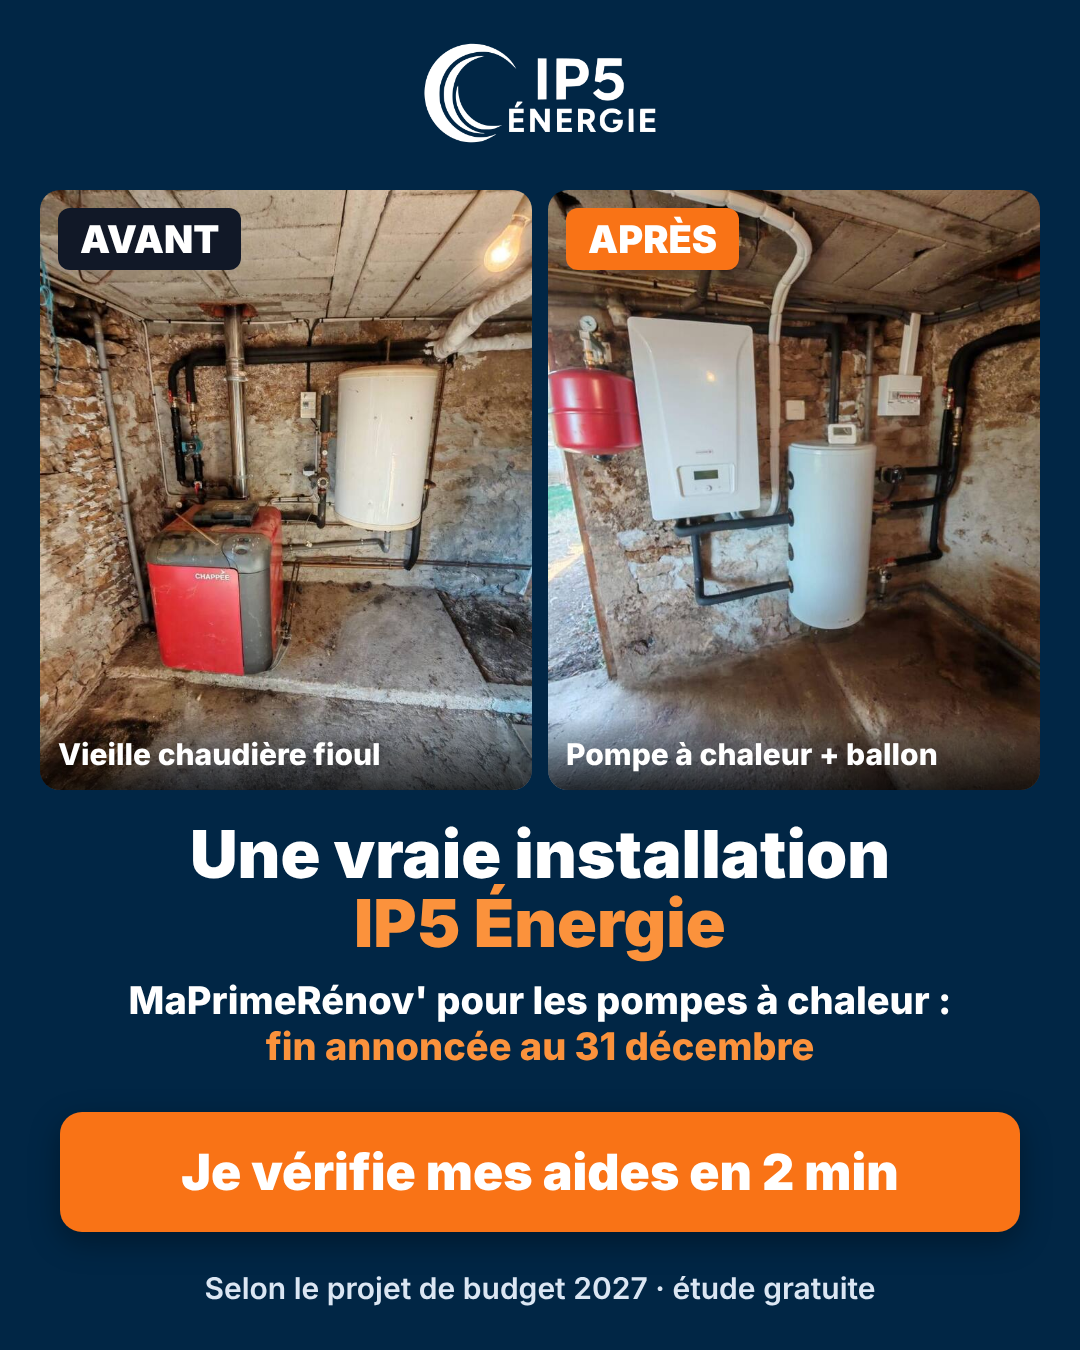 IP5
ÉNERGIE
AVANT
APRÈS
CHAPPÉE
Vieille chaudière fioul
Pompe à chaleur + ballon
Une vraie installation
IP5 Énergie
MaPrimeRénov' pour les pompes à chaleur :
fin annoncée au 31 décembre
Je vérifie mes aides en 2 min
Selon le projet de budget 2027 · étude gratuite